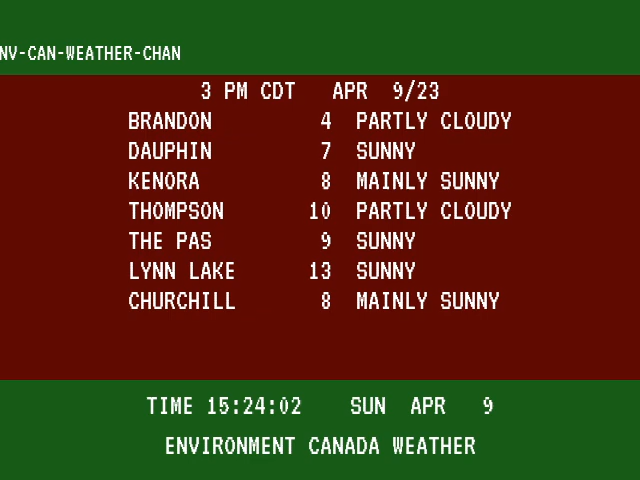 NV-CAN-WEATHER-CHAN
3 PM CDT APR 9/23
BRANDON 4 PARTLY CLOUDY
DAUPHIN 7 SUNNY
KENORA 8 MAINLY SUNNY
THOMPSON 10 PARTLY CLOUDY
THE PAS 9 SUNNY
LYNN LAKE 13 SUNNY
CHURCHILL 8 MAINLY SUNNY
TIME 15:24:02 SUN APR 9
ENVIRONMENT CANADA WEATHER